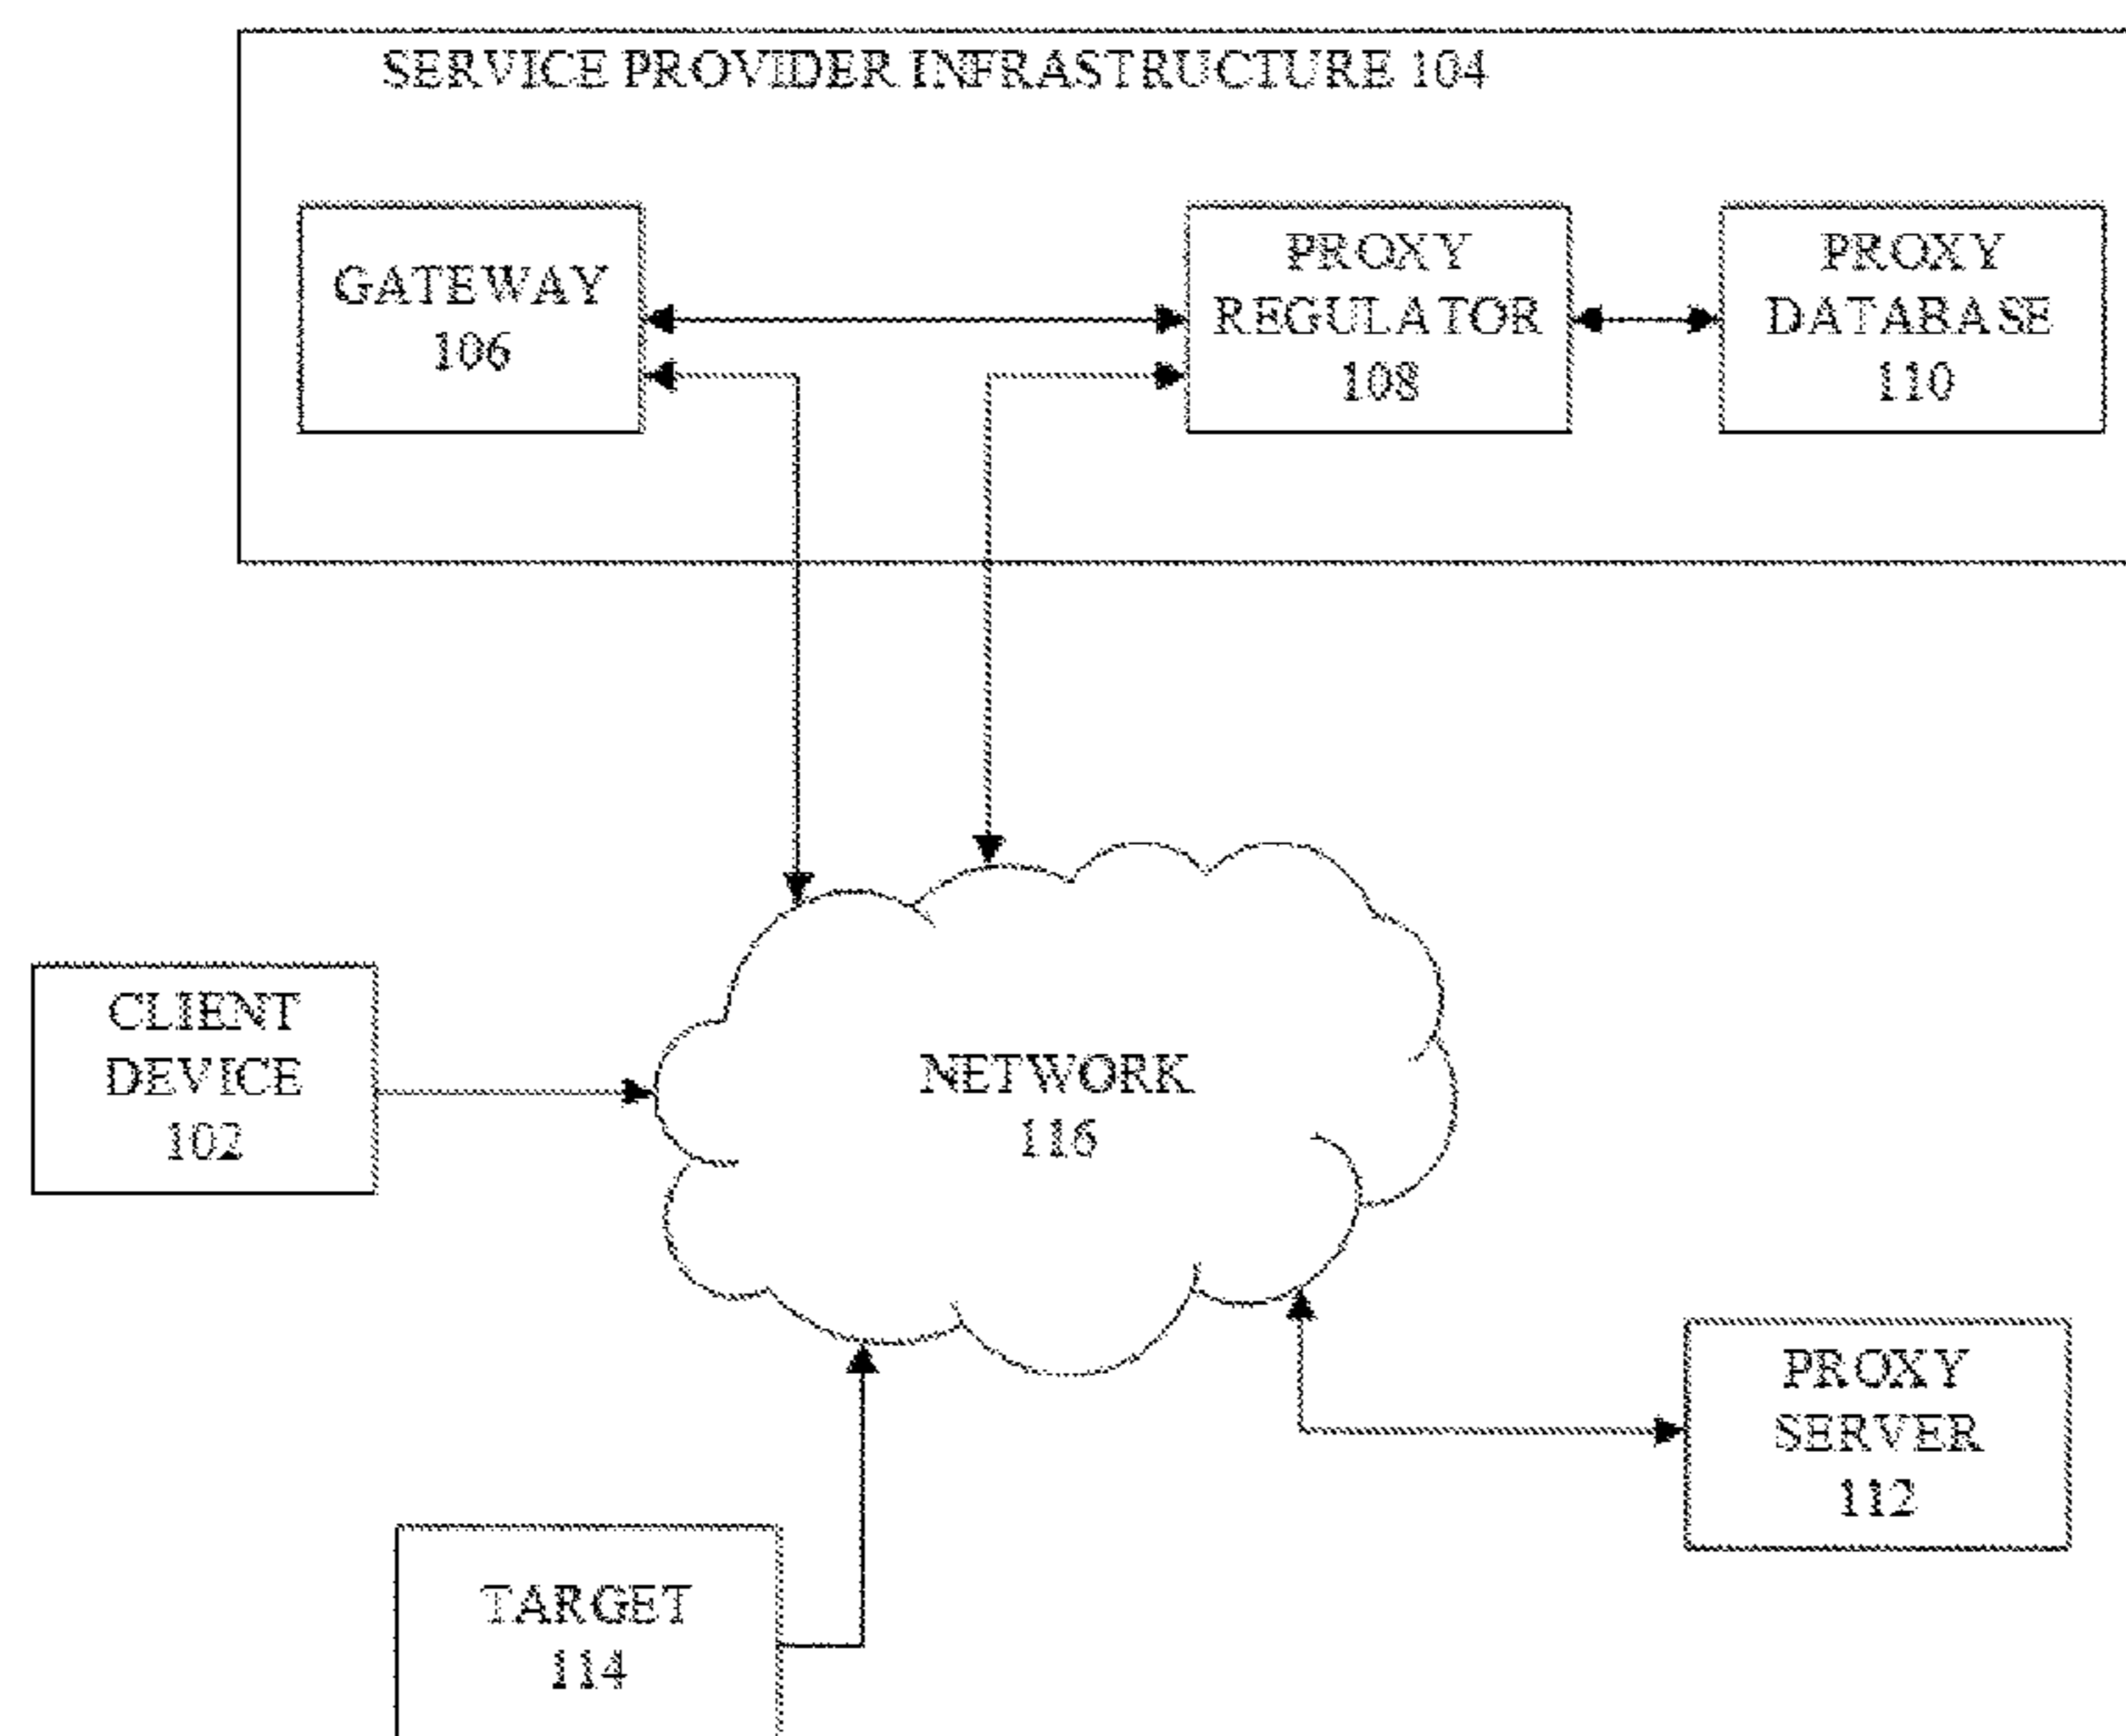 SERVICE PROVIDER INFRASTRUCTURE 104
GATEWAY
106
PROXY
REGULATOR
108
PROXY
DATABASE
110
CLIENT
DEVICE
102
NETWORK
116
PROXY
SERVER
112
TARGET
114